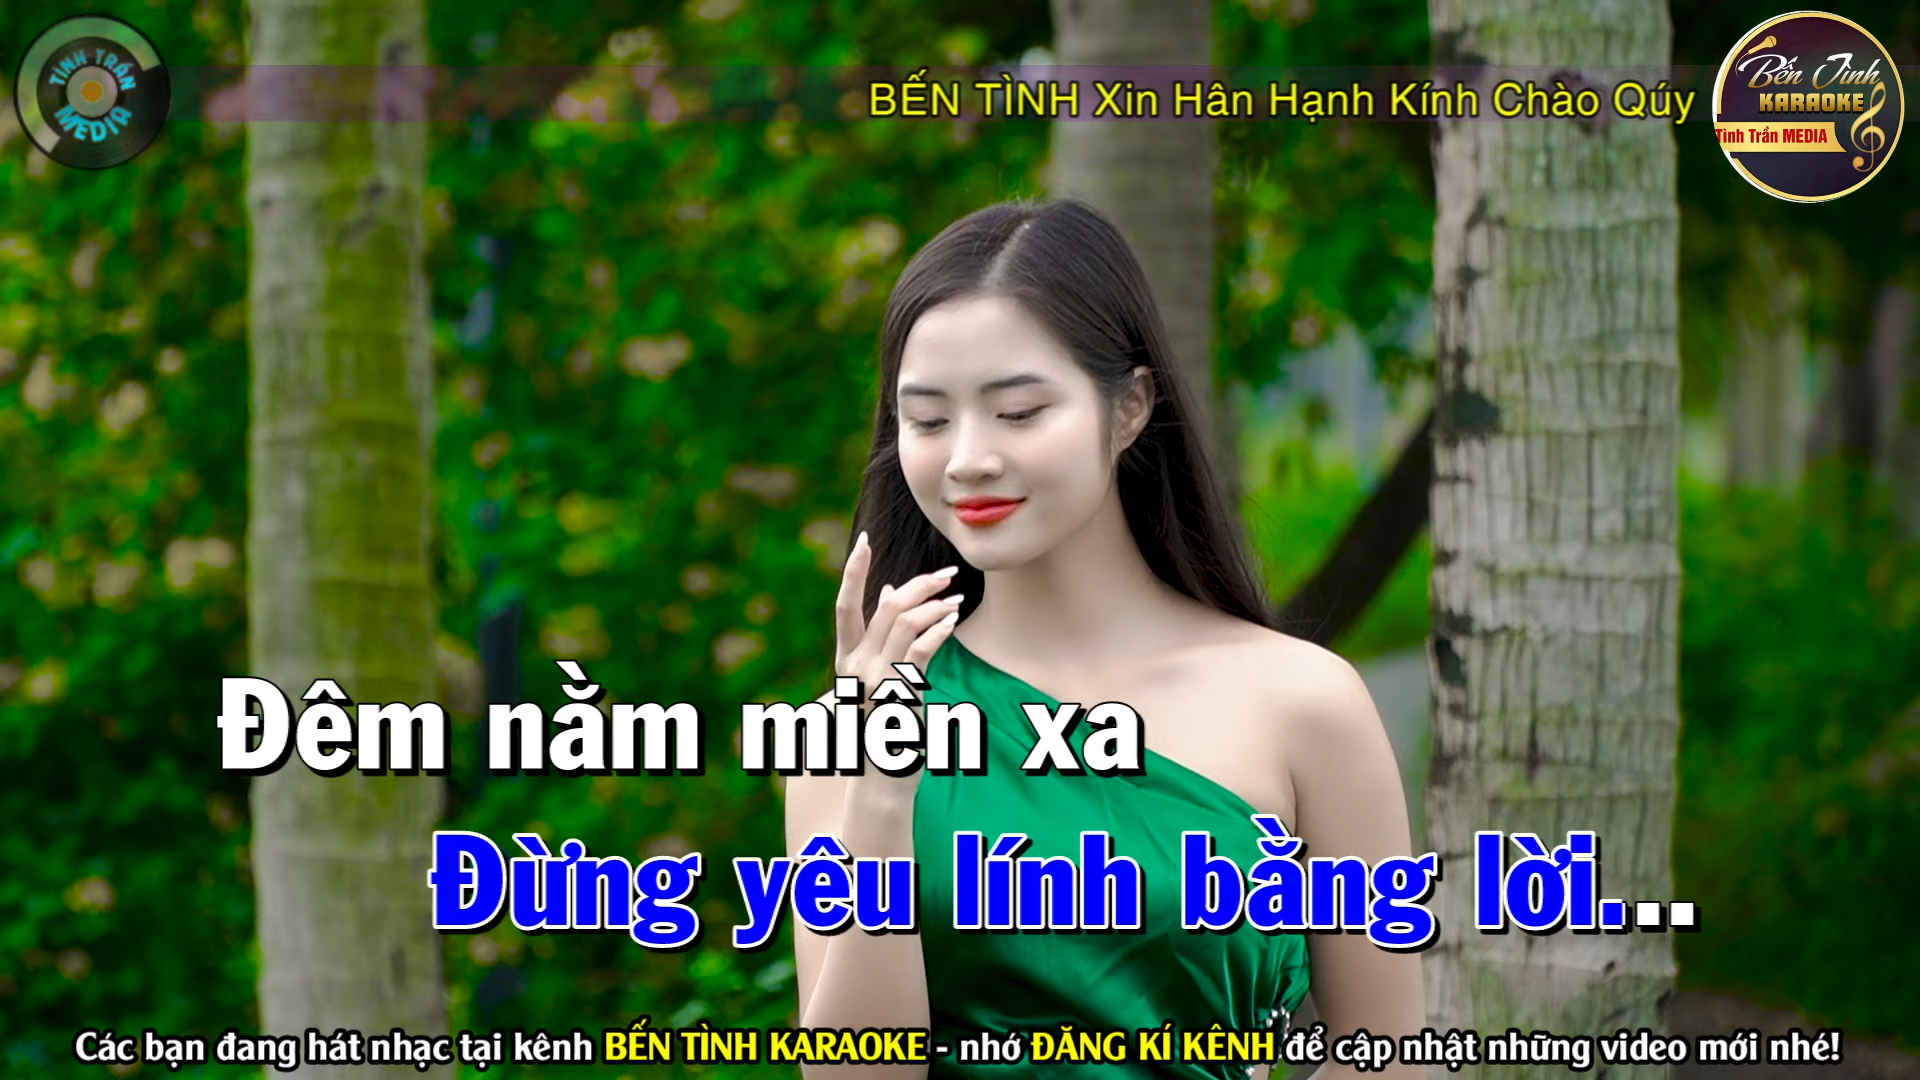 TÌNH TRẦN
MEDIA
BẾN TÌNH Xin Hân Hạnh Kính Chào Qúy
Bến Tình
KARAOKE
Tình Trần MEDIA
Đêm nằm miền xa
Đừng yêu lính bằng lời...
Các bạn đang hát nhạc tại kênh BẾN TÌNH KARAOKE - nhớ ĐĂNG KÍ KÊNH để cập nhật những video mới nhé!